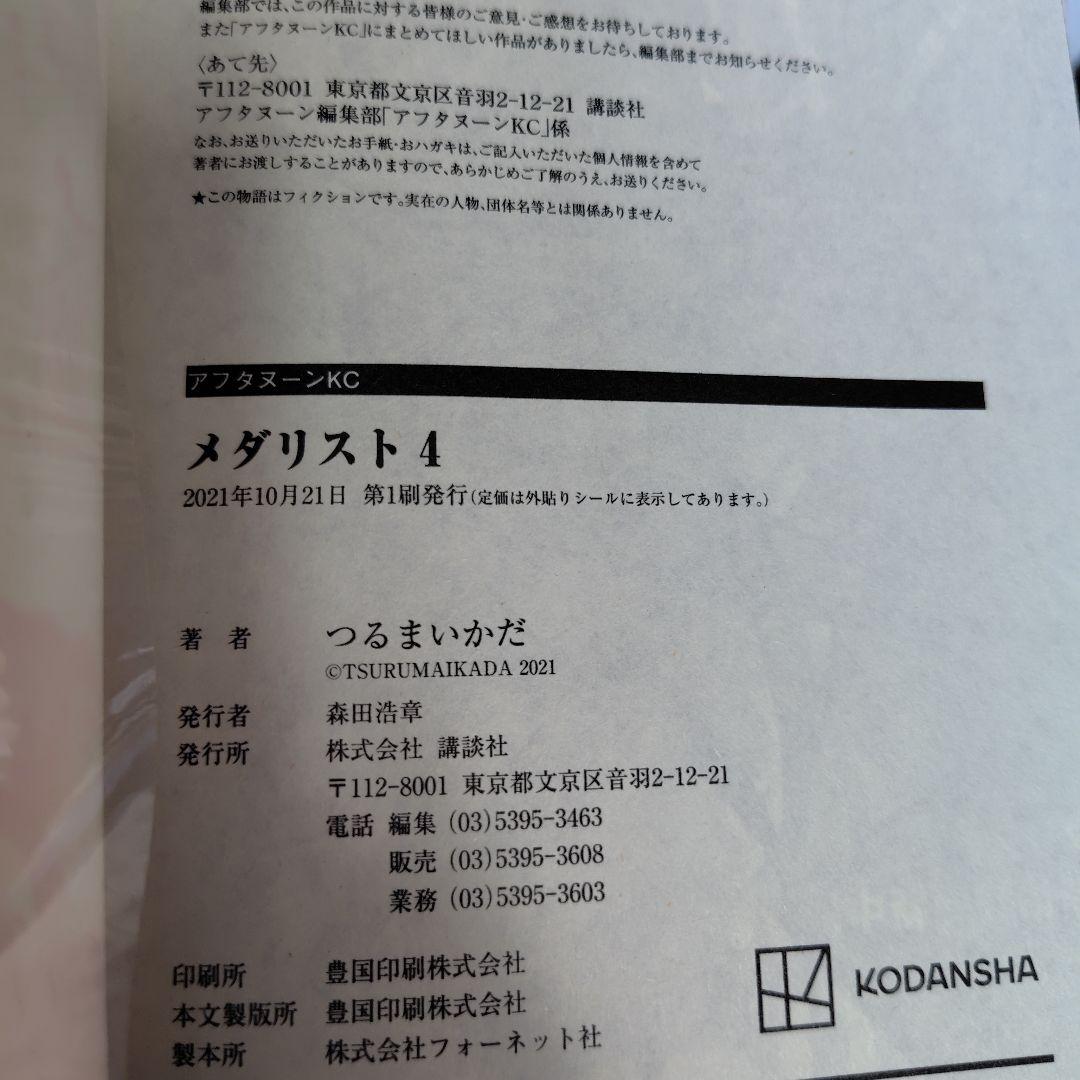 編集部では、この作品に対する皆様のご意見・ご感想をお待ちしております。
また「アフタヌーンKC」にまとめてほしい作品がありましたら、編集部までお知らせください。
〈あて先〉
〒112-8001 東京都文京区音羽2-12-21 講談社
アフタヌーン編集部「アフタヌーンKC」係
なお、お送りいただいたお手紙・おハガキは、ご記入いただいた個人情報を含めて
著者にお渡しすることがありますので、あらかじめご了解のうえ、お送りください。
★この物語はフィクションです。実在の人物、団体名等とは関係ありません。
アフタヌーンKC
メダリスト 4
2021年10月21日 第1刷発行(定価は外貼りシールに表示してあります。)
著 者 つるまいかだ
©TSURUMAIKADA 2021
発行者 森田浩章
発行所 株式会社 講談社
〒112-8001 東京都文京区音羽2-12-21
電話 編集 (03)5395-3463
販売 (03)5395-3608
業務 (03)5395-3603
印刷所 豊国印刷株式会社
本文製版所 豊国印刷株式会社
製本所 株式会社フォーネット社
KODANSHA